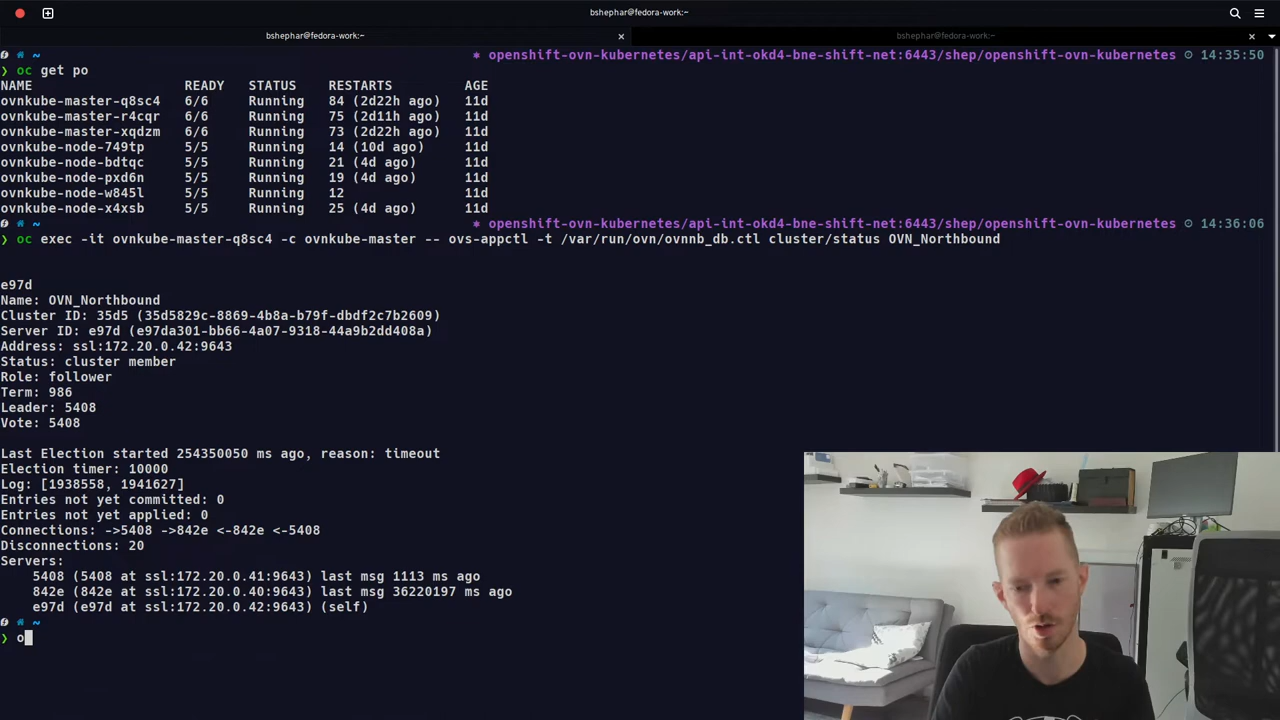 bshephar@fedora-work:~
bshephar@fedora-work:~
bshephar@fedora-work:~
~ openshift-ovn-kubernetes/api-int-okd4-bne-shift-net:6443/shep/openshift-ovn-kubernetes 14:35:50
❯ oc get po
NAME READY STATUS RESTARTS AGE
ovnkube-master-q8sc4 6/6 Running 84 (2d22h ago) 11d
ovnkube-master-r4cqr 6/6 Running 75 (2d11h ago) 11d
ovnkube-master-xqdzm 6/6 Running 73 (2d22h ago) 11d
ovnkube-node-749tp 5/5 Running 14 (10d ago) 11d
ovnkube-node-bdtqc 5/5 Running 21 (4d ago) 11d
ovnkube-node-pxd6n 5/5 Running 19 (4d ago) 11d
ovnkube-node-w845l 5/5 Running 12 11d
ovnkube-node-x4xsb 5/5 Running 25 (4d ago) 11d
~ openshift-ovn-kubernetes/api-int-okd4-bne-shift-net:6443/shep/openshift-ovn-kubernetes 14:36:06
❯ oc exec -it ovnkube-master-q8sc4 -c ovnkube-master -- ovs-appctl -t /var/run/ovn/ovnnb_db.ctl cluster/status OVN_Northbound
e97d
Name: OVN_Northbound
Cluster ID: 35d5 (35d5829c-8869-4b8a-b79f-dbdf2c7b2609)
Server ID: e97d (e97da301-bb66-4a07-9318-44a9b2dd408a)
Address: ssl:172.20.0.42:9643
Status: cluster member
Role: follower
Term: 986
Leader: 5408
Vote: 5408
Last Election started 254350050 ms ago, reason: timeout
Election timer: 10000
Log: [1938558, 1941627]
Entries not yet committed: 0
Entries not yet applied: 0
Connections: ->5408 ->842e <-842e <-5408
Disconnections: 20
Servers:
5408 (5408 at ssl:172.20.0.41:9643) last msg 1113 ms ago
842e (842e at ssl:172.20.0.40:9643) last msg 36220197 ms ago
e97d (e97d at ssl:172.20.0.42:9643) (self)
~
❯ o